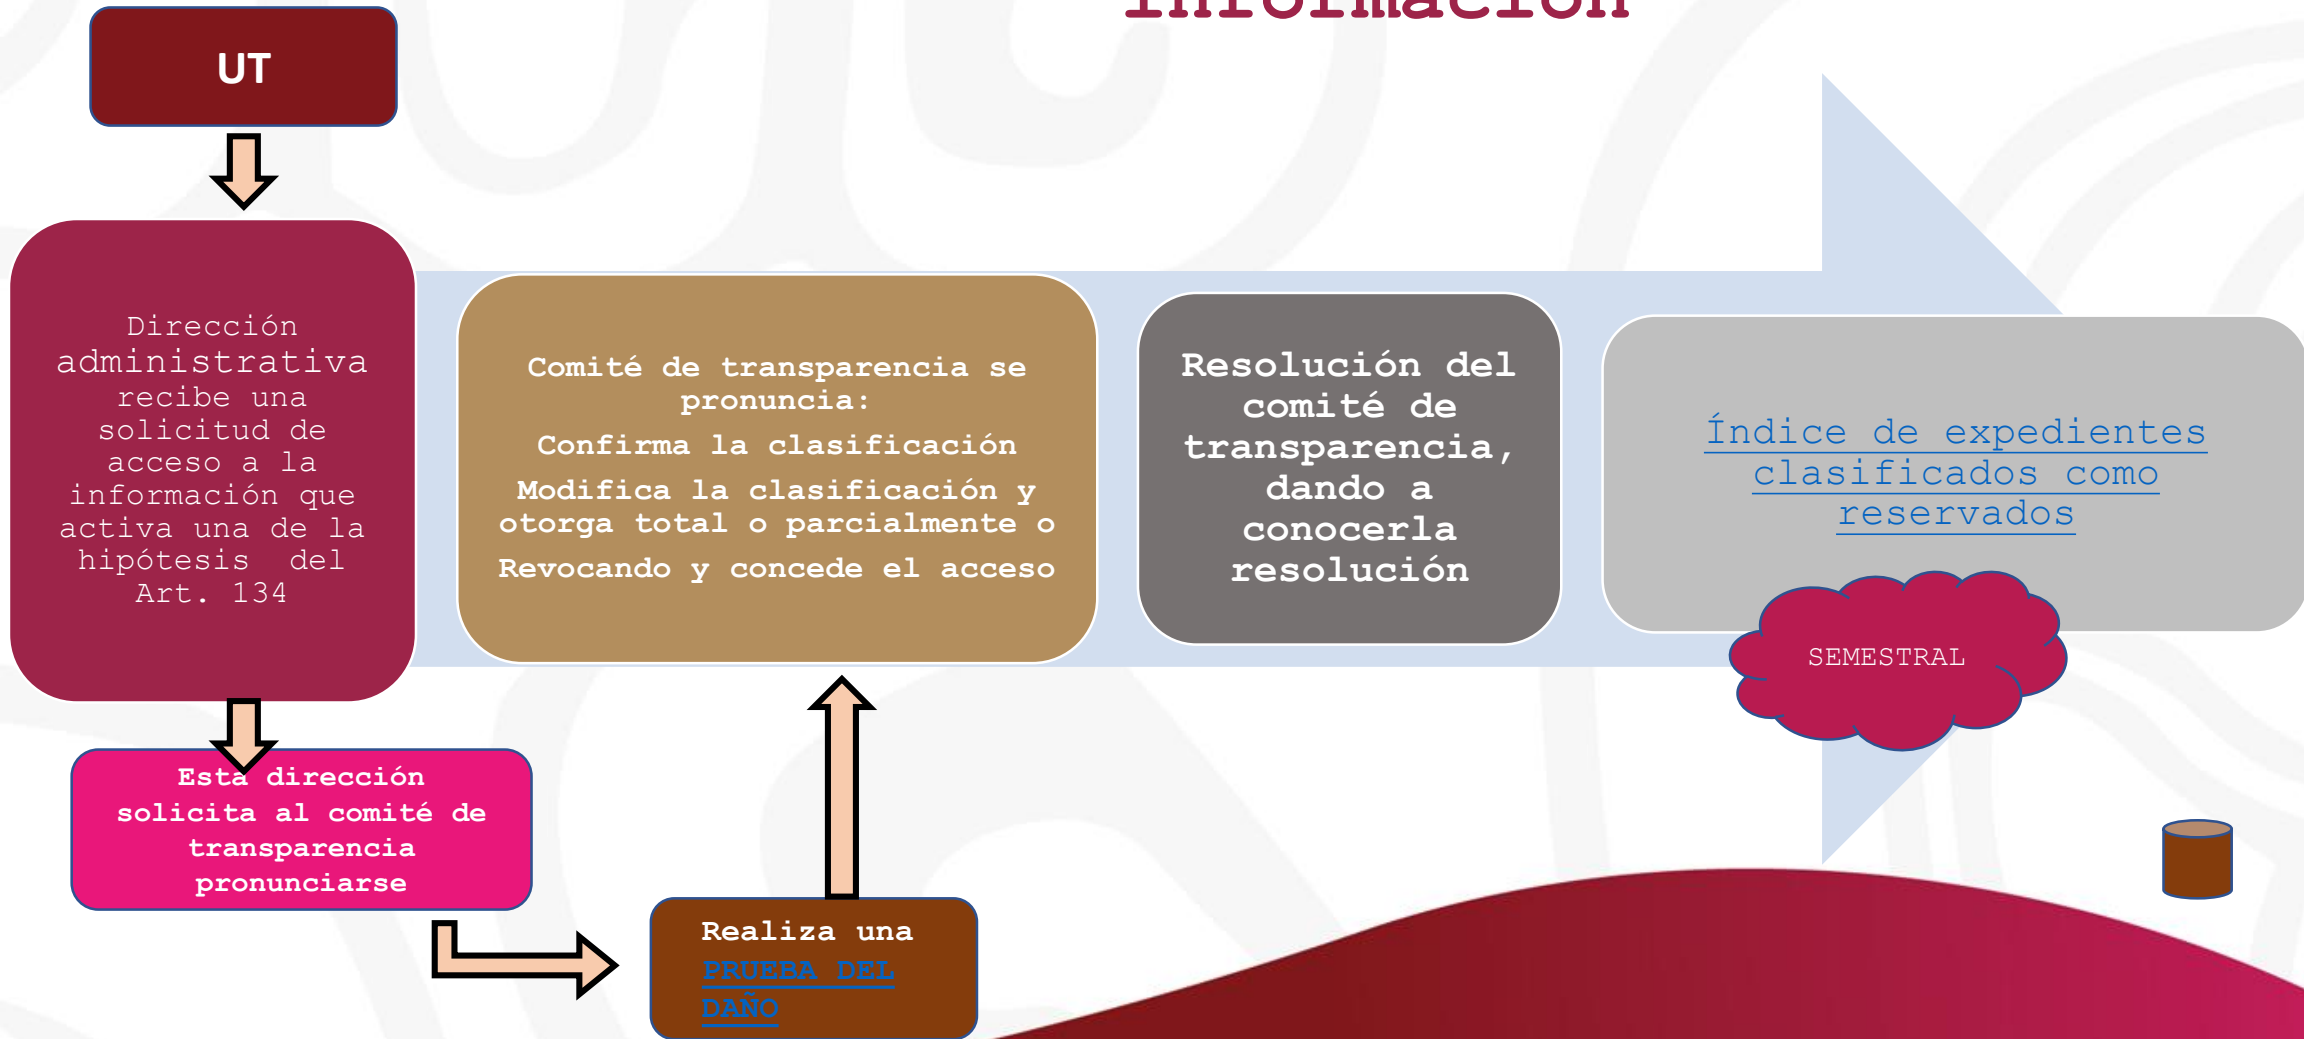 información
UT
Dirección
administrativa
recibe una
solicitud de
acceso a la
información que
activa una de la
hipótesis  del
Art. 134
Comité de transparencia se
pronuncia:
Confirma la clasificación
Modifica la clasificación y
otorga total o parcialmente o
Revocando y concede el acceso
Resolución del
comité de
transparencia,
dando a
conocerla
resolución
Índice de expedientes
clasificados como
reservados
SEMESTRAL
Esta dirección
solicita al comité de
transparencia
pronunciarse
Realiza una
PRUEBA DEL
DAÑO